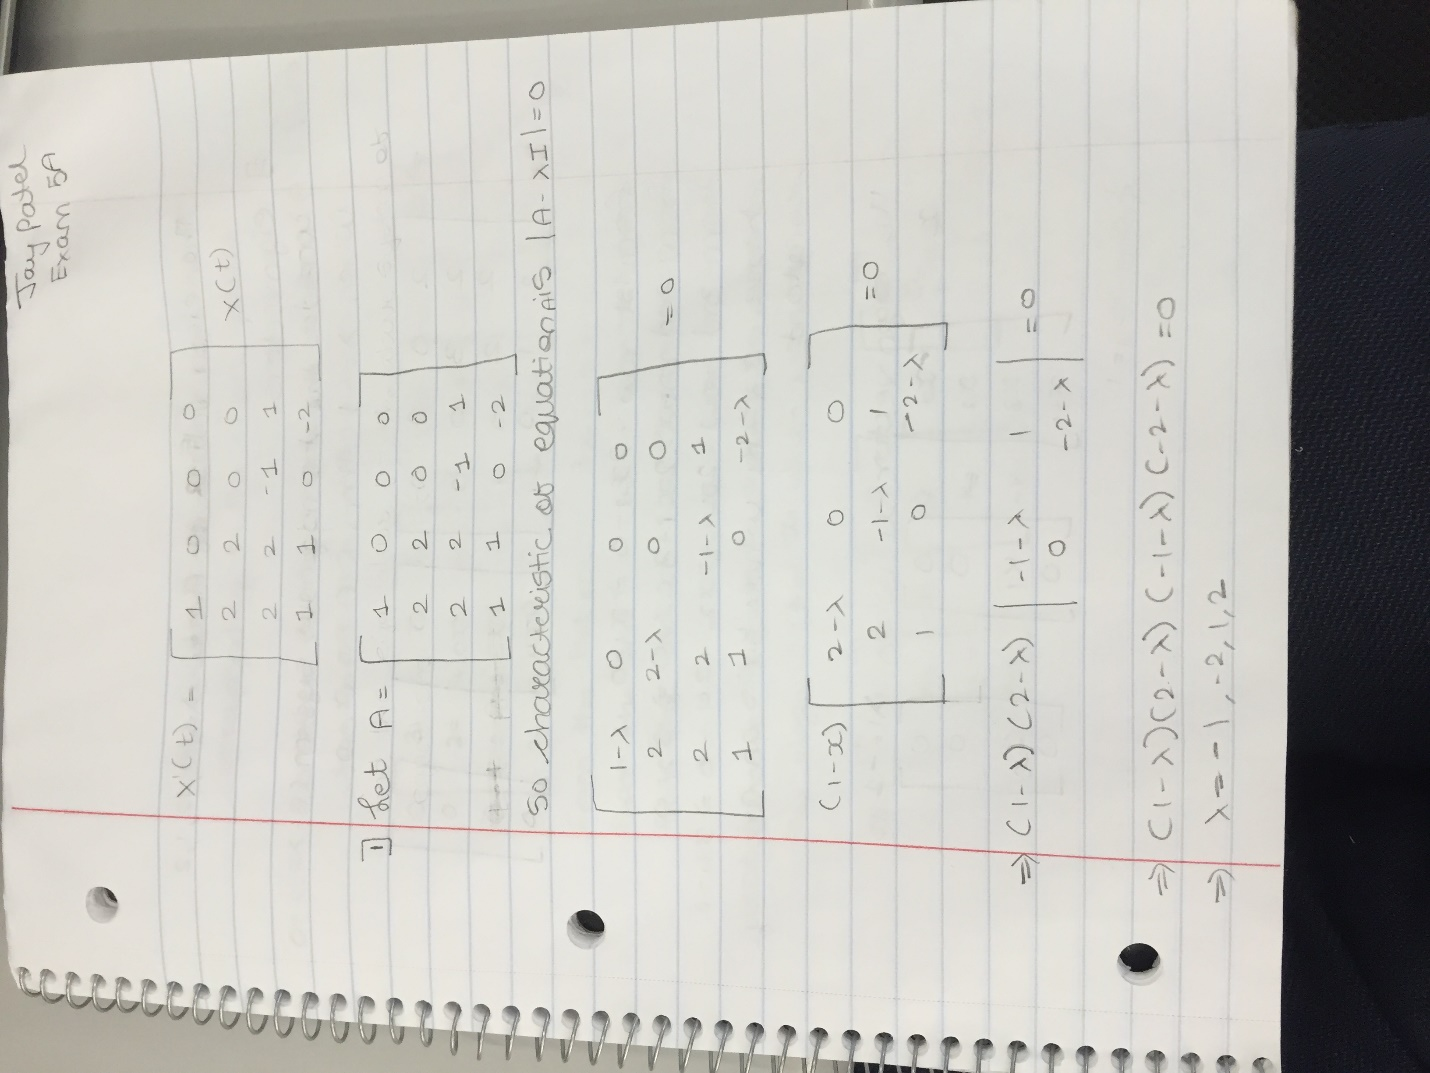 Jay Patel
Exam 5A
X'(t) = [ 1 0 0 0
2 2 0 0
2 2 -1 1
1 1 0 -2 ] X(t)
1] Let A = [ 1 0 0 0
2 2 0 0
2 2 -1 1
1 1 0 -2 ]
So characteristic of equation A is |A-λI|=0
[ 1-λ 0 0 0
2 2-λ 0 0
2 2 -1-λ 1
1 1 0 -2-λ ] =0
(1-x) [ 2-λ 0 0
2 -1-λ 1
1 0 -2-λ ] =0
⇒ (1-λ)(2-λ) | -1-λ 1
0 -2-λ | =0
⇒ (1-λ)(2-λ)(-1-λ)(-2-λ)=0
⇒ λ=-1,-2,1,2